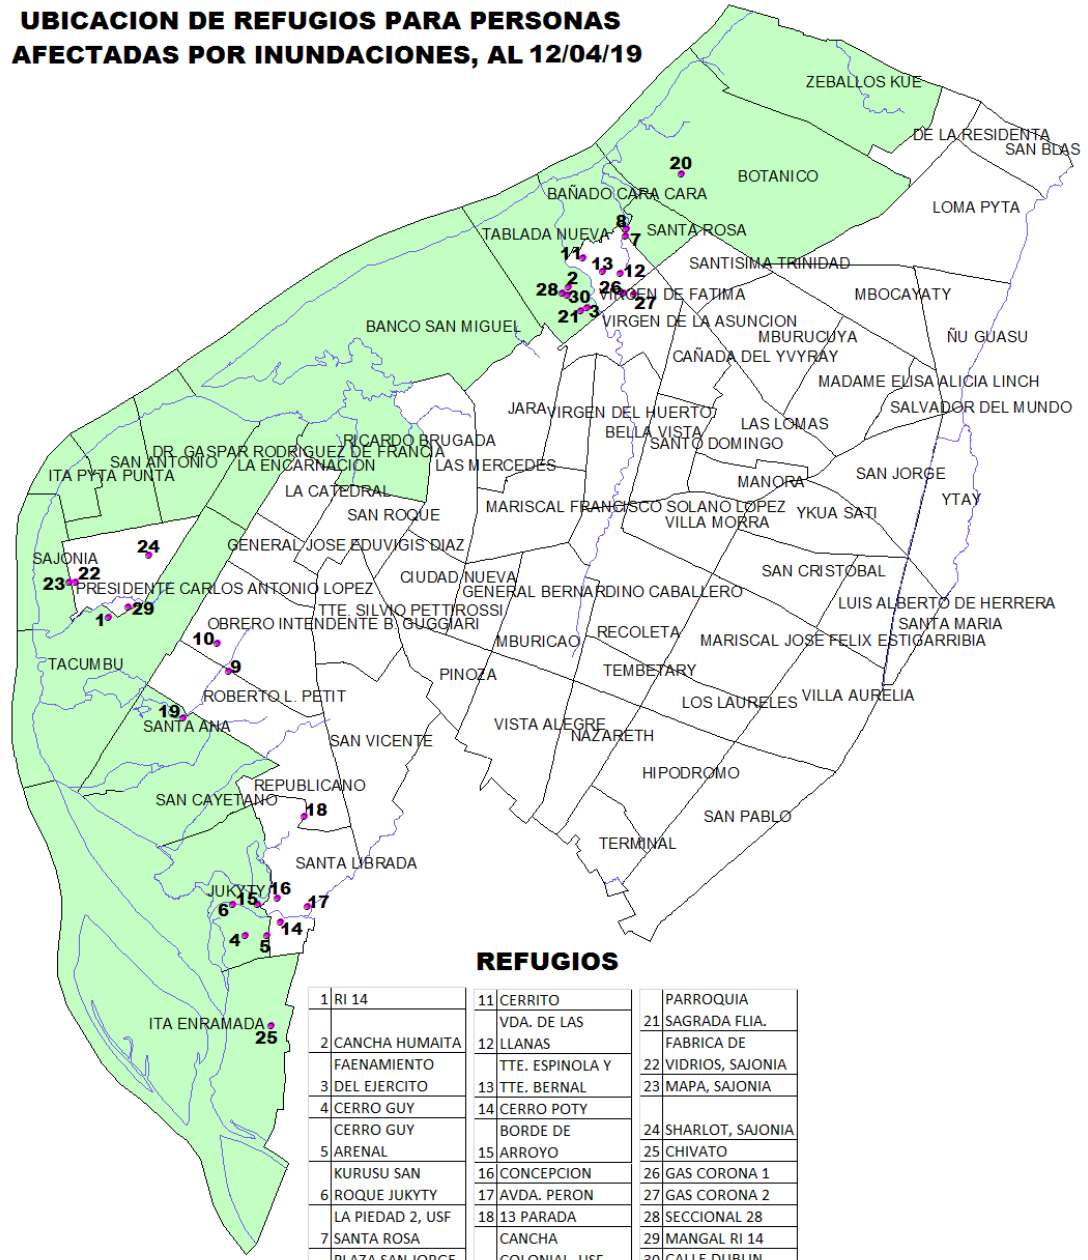 UBICACION DE REFUGIOS PARA PERSONAS
AFECTADAS POR INUNDACIONES, AL 12/04/19
ZEBALLOS KUE
DE LA RESIDENTA
SAN BLAS
20
BOTANICO
BAÑADO CARA CARA
LOMA PYTA
8
TABLADA NUEVA
7
SANTA ROSA
11
13
12
SANTISIMA TRINIDAD
2
28
30
26
VIRGEN DE FATIMA
27
MBOCAYATY
21
3
VIRGEN DE LA ASUNCION
BANCO SAN MIGUEL
MBURUCUYA
ÑU GUASU
CAÑADA DEL YVYRAY
MADAME ELISA ALICIA LINCH
JARA
VIRGEN DEL HUERTO
SALVADOR DEL MUNDO
LAS LOMAS
BELLA VISTA
RICARDO BRUGADA
SANTO DOMINGO
DR. GASPAR RODRIGUEZ DE FRANCIA
SAN ANTONIO
LA ENCARNACION
LAS MERCEDES
ITA PYTA PUNTA
SAN JORGE
MANORA
LA CATEDRAL
YTAY
MARISCAL FRANCISCO SOLANO LOPEZ
SAN ROQUE
VILLA MORRA
YKUA SATI
24
GENERAL JOSE EDUVIGIS DIAZ
SAJONIA
23
22
CIUDAD NUEVA
SAN CRISTOBAL
PRESIDENTE CARLOS ANTONIO LOPEZ
GENERAL BERNARDINO CABALLERO
29
1
TTE. SILVIO PETTIROSSI
LUIS ALBERTO DE HERRERA
OBRERO INTENDENTE B. GUGGIARI
SANTA MARIA
10
MBURICAO
RECOLETA
MARISCAL JOSE FELIX ESTIGARRIBIA
TACUMBU
9
PINOZA
TEMBETARY
ROBERTO L. PETIT
LOS LAURELES
VILLA AURELIA
19
SANTA ANA
VISTA ALEGRE
NAZARETH
SAN VICENTE
HIPODROMO
REPUBLICANO
SAN CAYETANO
18
SAN PABLO
TERMINAL
SANTA LIBRADA
JUKYTY
16
15
6
17
14
4
5
ITA ENRAMADA
25
REFUGIOS
1 RI 14
2 CANCHA HUMAITA
FAENAMIENTO
3 DEL EJERCITO
4 CERRO GUY
CERRO GUY
5 ARENAL
KURUSU SAN
6 ROQUE JUKYTY
LA PIEDAD 2, USF
7 SANTA ROSA
PLAZA SAN JORGE
11 CERRITO
VDA. DE LAS
12 LLANAS
TTE. ESPINOLA Y
13 TTE. BERNAL
14 CERRO POTY
BORDE DE
15 ARROYO
16 CONCEPCION
17 AVDA. PERON
18 13 PARADA
CANCHA
COLONIAL, USF
PARROQUIA
21 SAGRADA FLIA.
FABRICA DE
22 VIDRIOS, SAJONIA
23 MAPA, SAJONIA
24 SHARLOT, SAJONIA
25 CHIVATO
26 GAS CORONA 1
27 GAS CORONA 2
28 SECCIONAL 28
29 MANGAL RI 14
30 CALLE DUBLIN